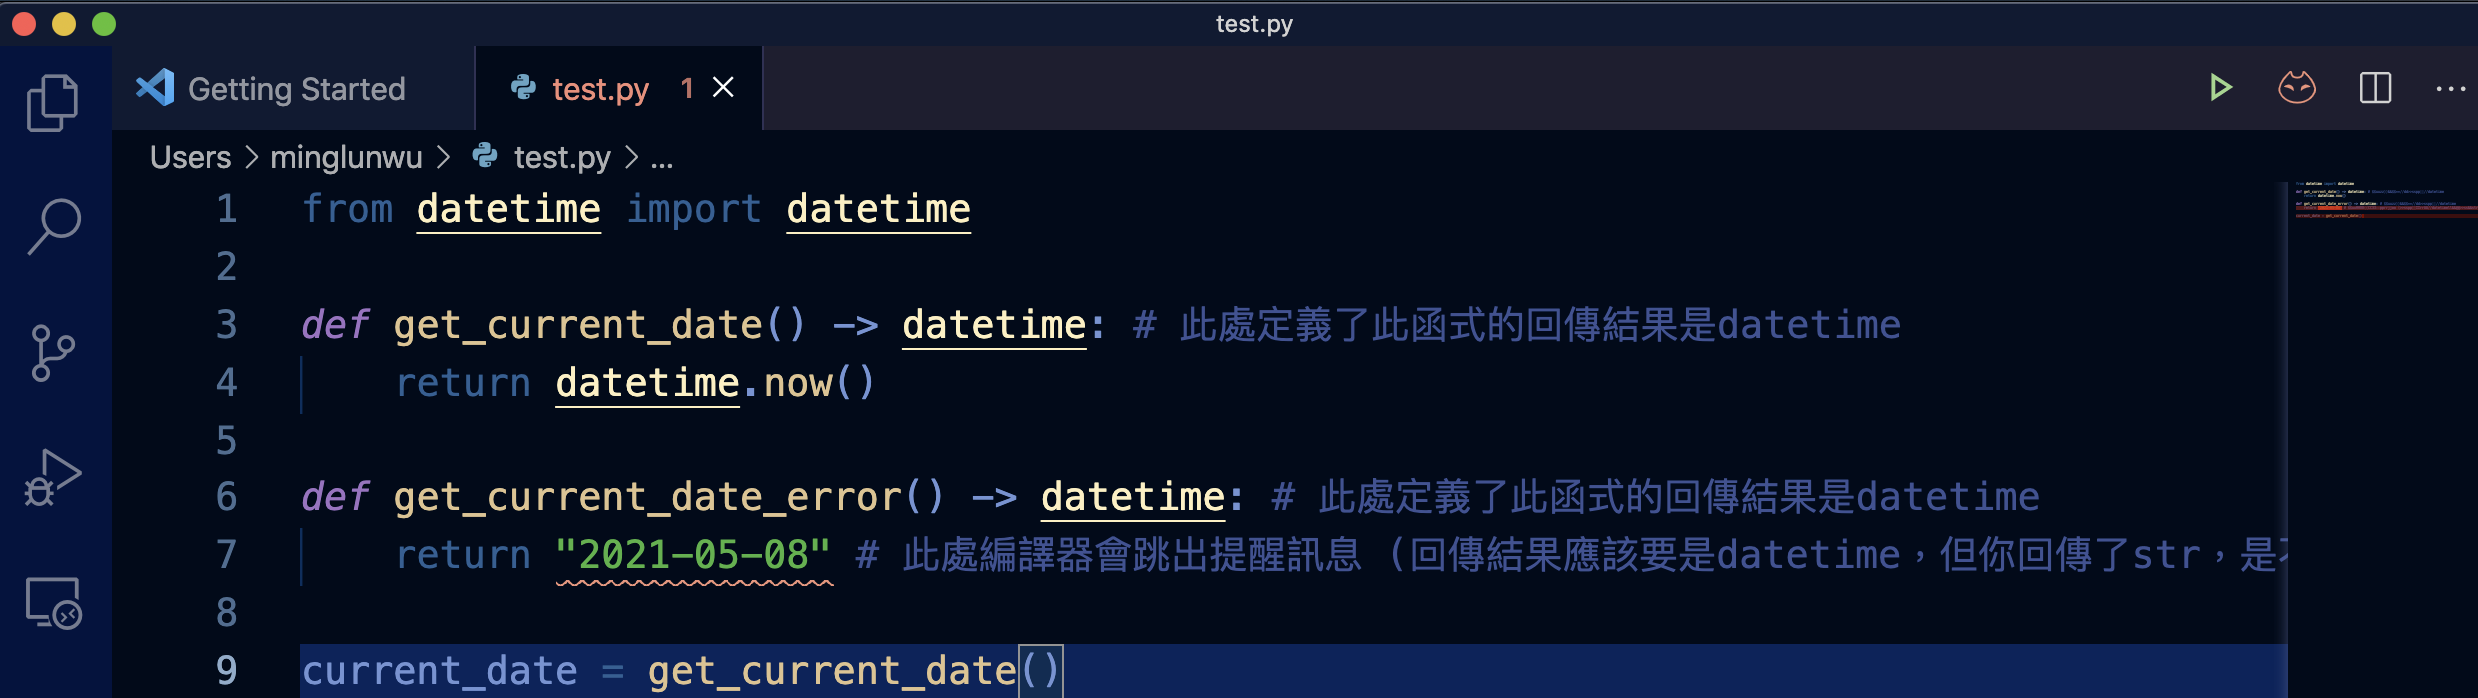 test.py
Getting Started
test.py 1
Users > minglunwu > test.py > ...
1 from datetime import datetime
2
3 def get_current_date() -> datetime: # 此處定義了此函式的回傳結果是datetime
4 return datetime.now()
5
6 def get_current_date_error() -> datetime: # 此處定義了此函式的回傳結果是datetime
7 return "2021-05-08" # 此處編譯器會跳出提醒訊息 (回傳結果應該要是datetime，但你回傳了str，是
8
9 current_date = get_current_date()